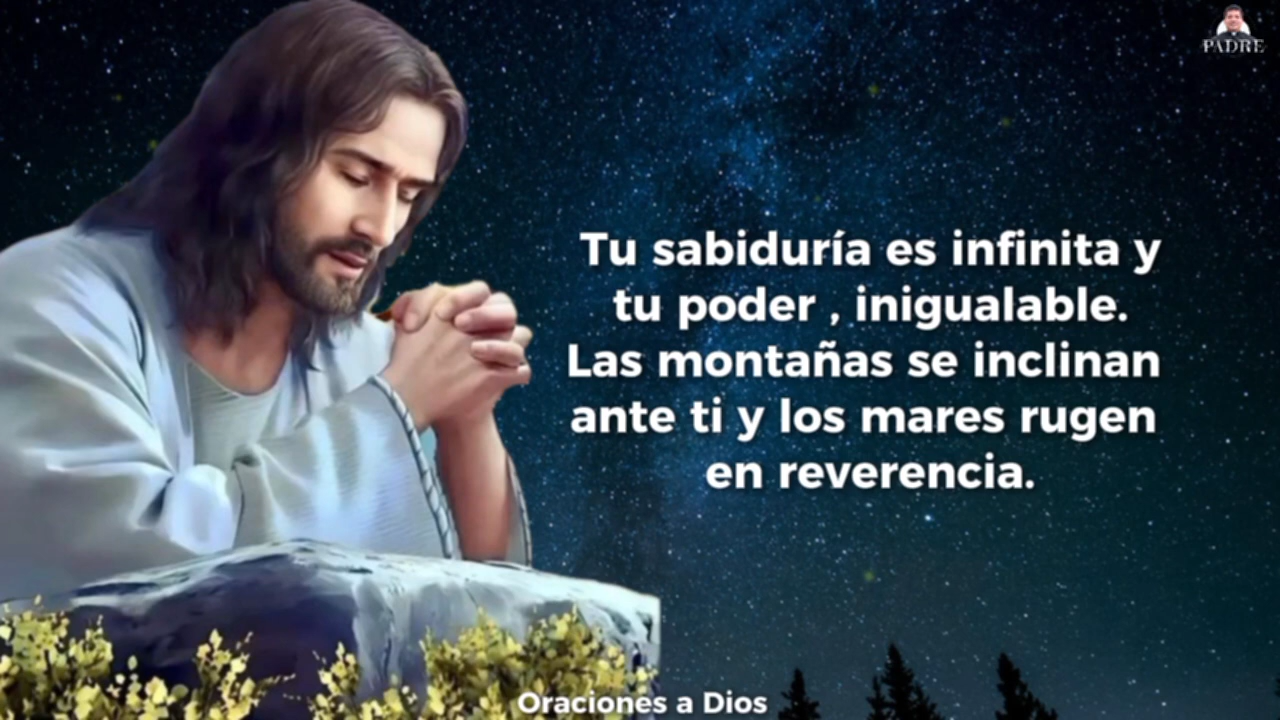 PADRE
Tu sabiduría es infinita y
tu poder , inigualable.
Las montañas se inclinan
ante ti y los mares rugen
en reverencia.
Oraciones a Dios